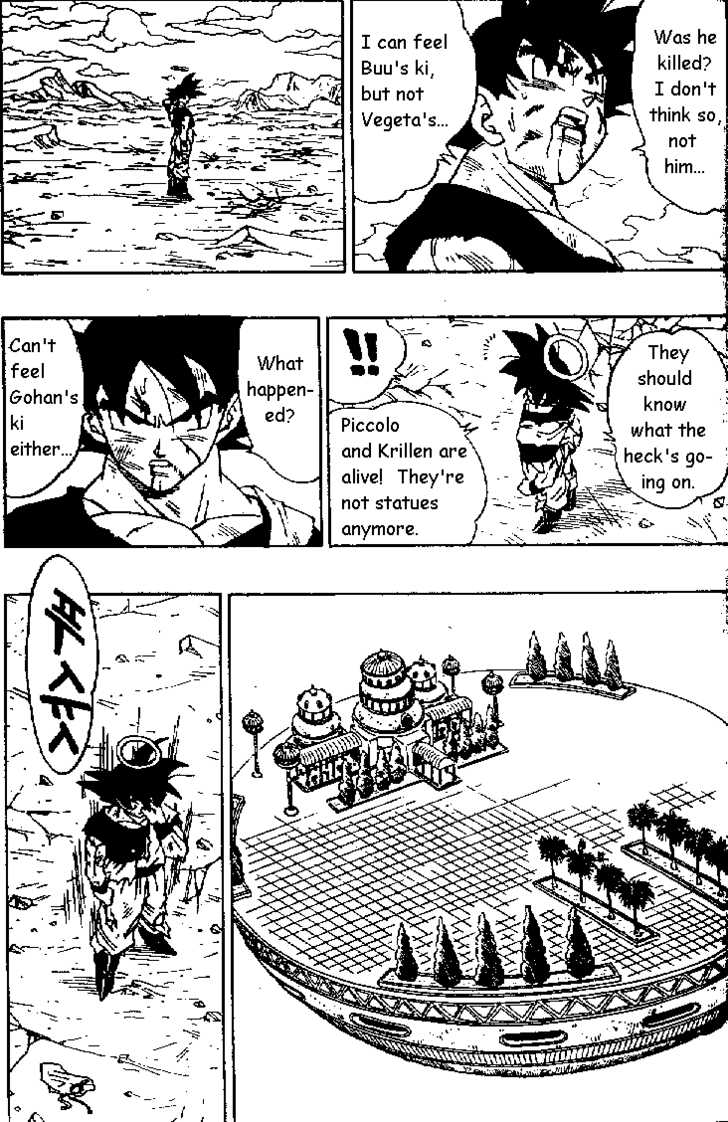 I can feel
Buu's ki,
but not
Vegeta's...
Was he
killed?
I don't
think so,
not
him...
Can't
feel
Gohan's
ki
either...
What
happen-
ed?
!!
Piccolo
and Krillen are
alive! They're
not statues
anymore.
They
should
know
what the
heck's go-
ing on.